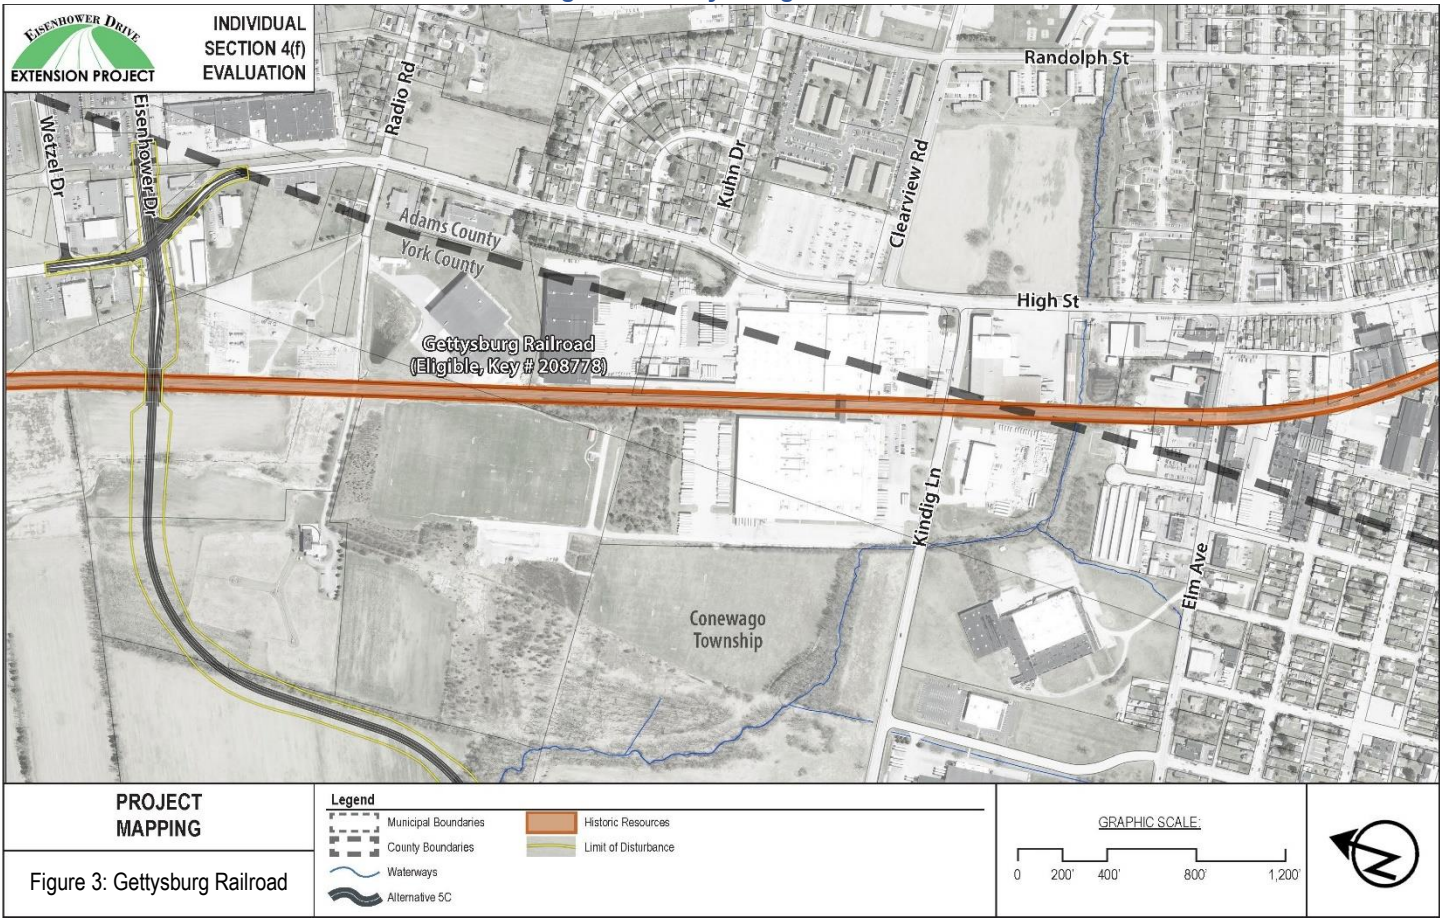 EISENHOWER DRIVE
EXTENSION PROJECT
INDIVIDUAL
SECTION 4(f)
EVALUATION
Wetzel Dr
Eisenhower Dr
Radio Rd
Kuhn Dr
Clearview Rd
Randolph St
Adams County
York County
High St
Gettysburg Railroad
(Eligible, Key # 208778)
Kindig Ln
Elm Ave
Conewago
Township
PROJECT
MAPPING
Figure 3: Gettysburg Railroad
Legend
Municipal Boundaries
County Boundaries
Waterways
Alternative 5C
Historic Resources
Limit of Disturbance
GRAPHIC SCALE:
0 200' 400' 800' 1,200'
N